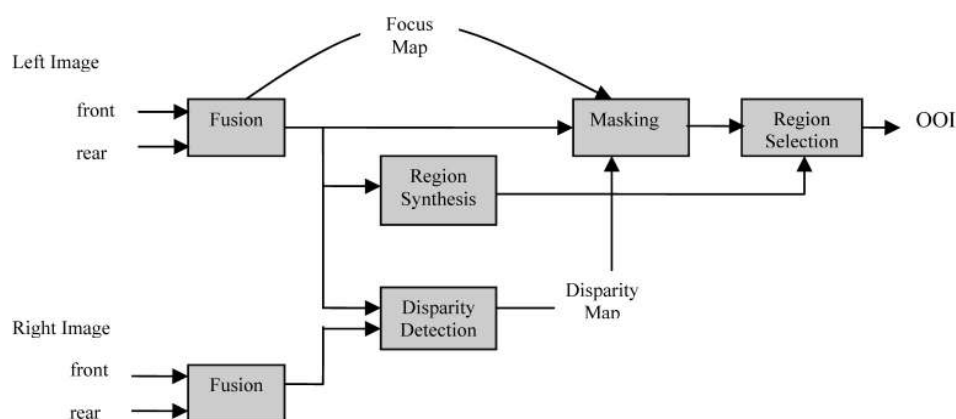 Focus
Map
Left Image
front
rear
Fusion
Masking
Region
Selection
OOI
Region
Synthesis
Disparity
Detection
Disparity
Map
Right Image
front
rear
Fusion